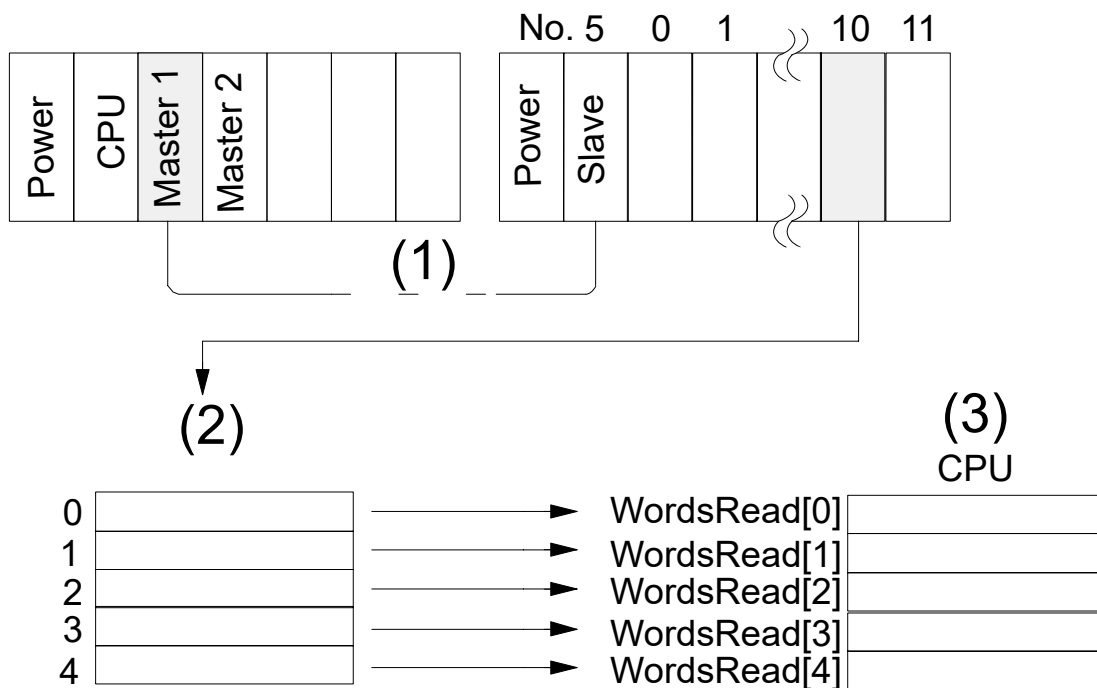 No. 5 0 1 10 11
Power CPU Master 1 Master 2 Power Slave
(1)
(2)
(3)
CPU
0 WordsRead[0]
1 WordsRead[1]
2 WordsRead[2]
3 WordsRead[3]
4 WordsRead[4]